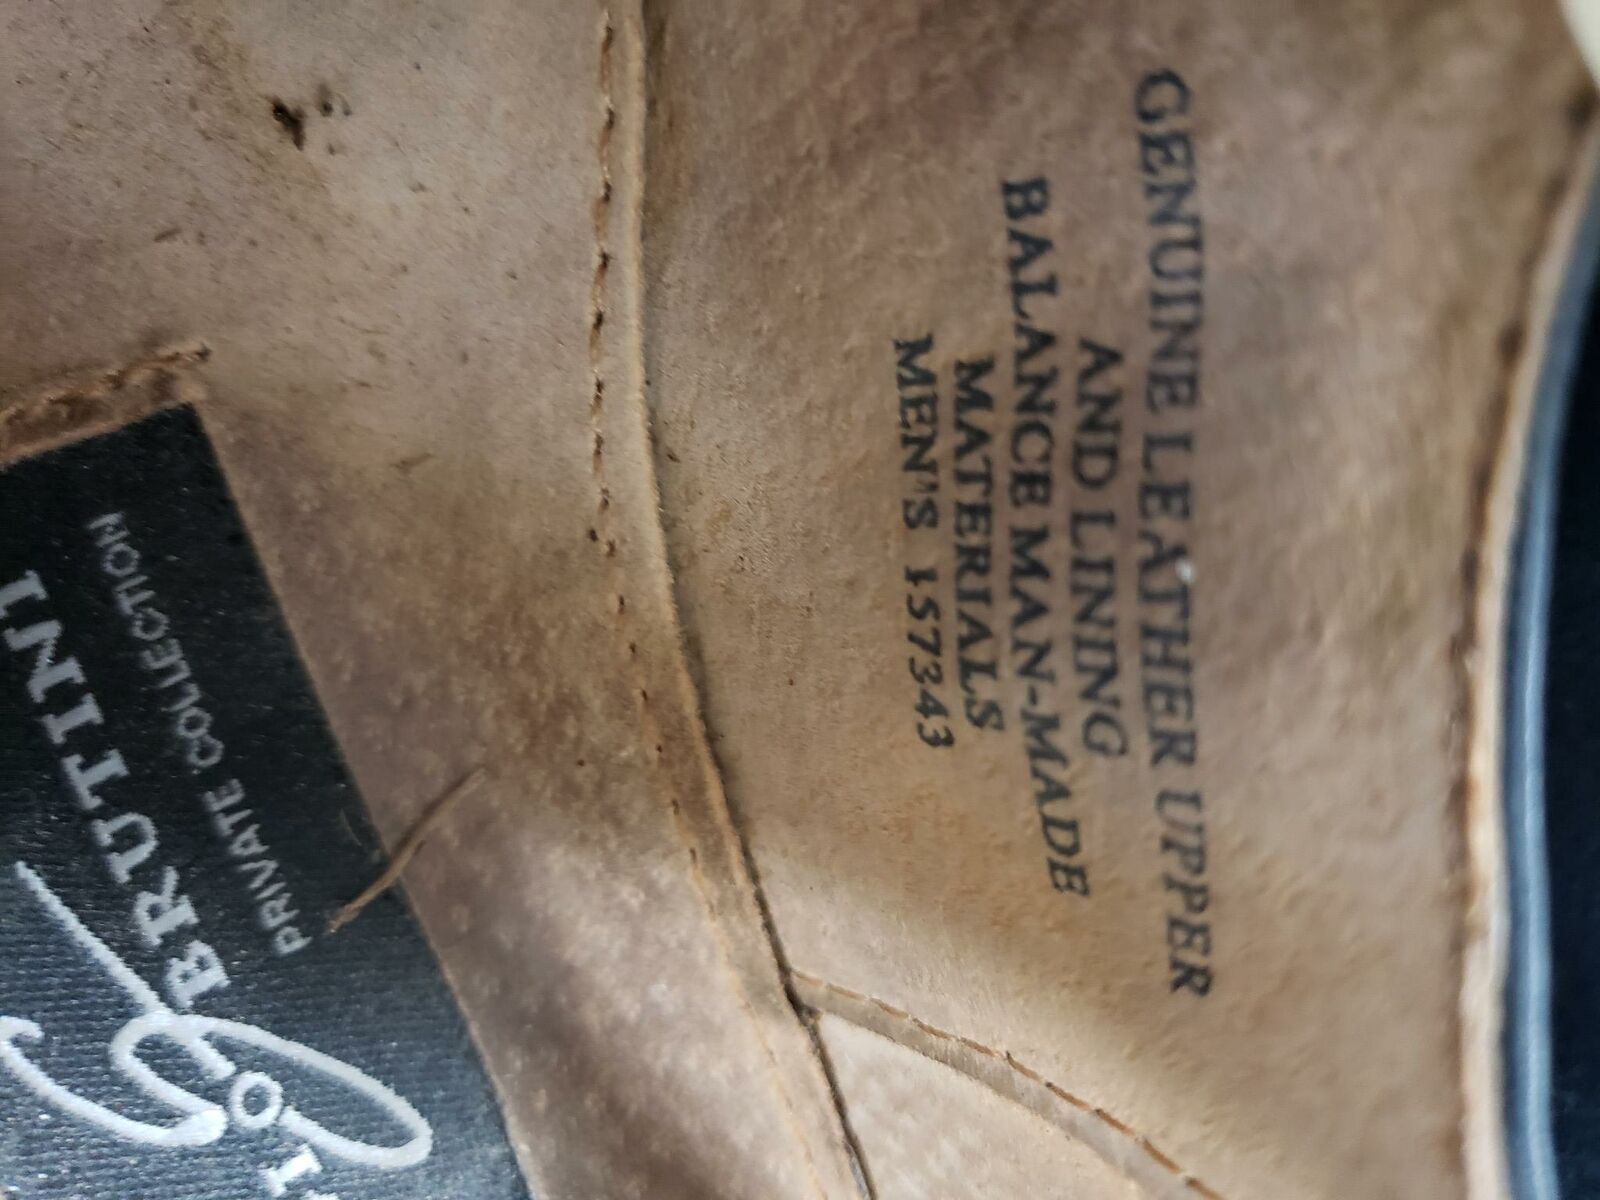 GENUINE LEATHER UPPER
AND LINING
BALANCE MAN-MADE
MATERIALS
MEN'S 157343
BRUTINI
PRIVATE COLLECTION